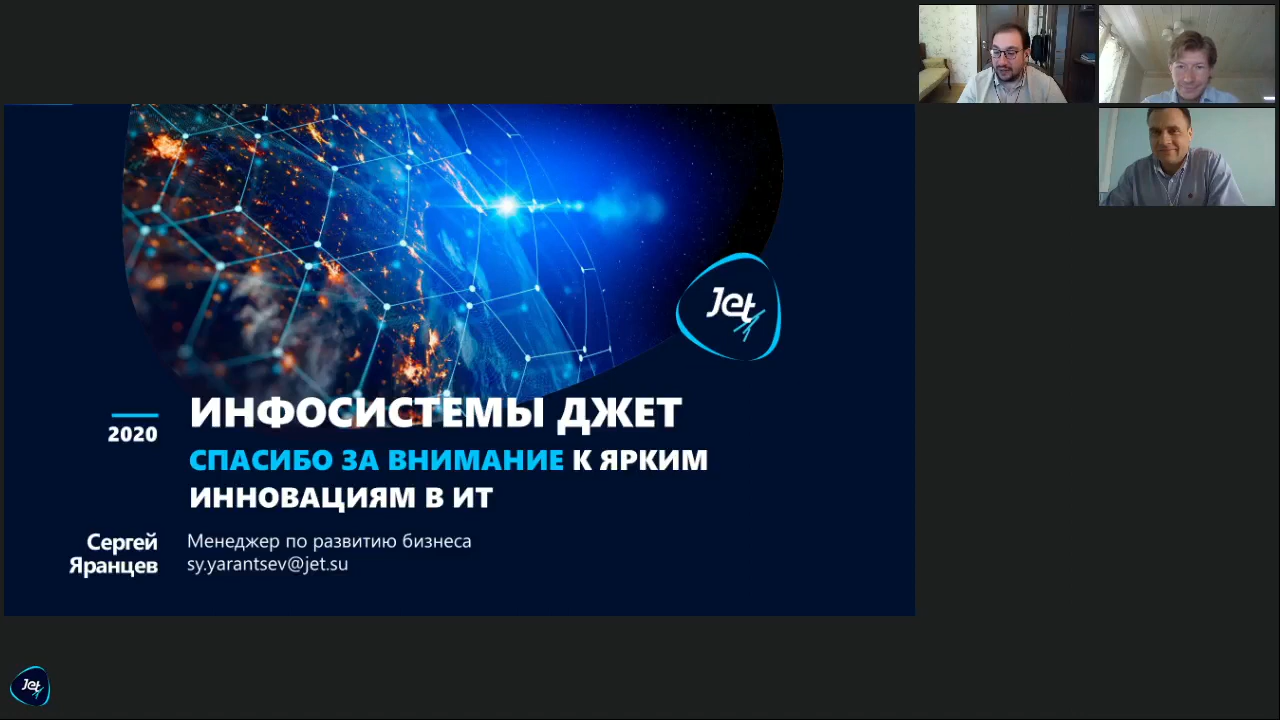 Jet
ИНФОСИСТЕМЫ ДЖЕТ
2020
СПАСИБО ЗА ВНИМАНИЕ К ЯРКИМ
ИННОВАЦИЯМ В ИТ
Сергей
Яранцев
Менеджер по развитию бизнеса
sy.yarantsev@jet.su
Jet